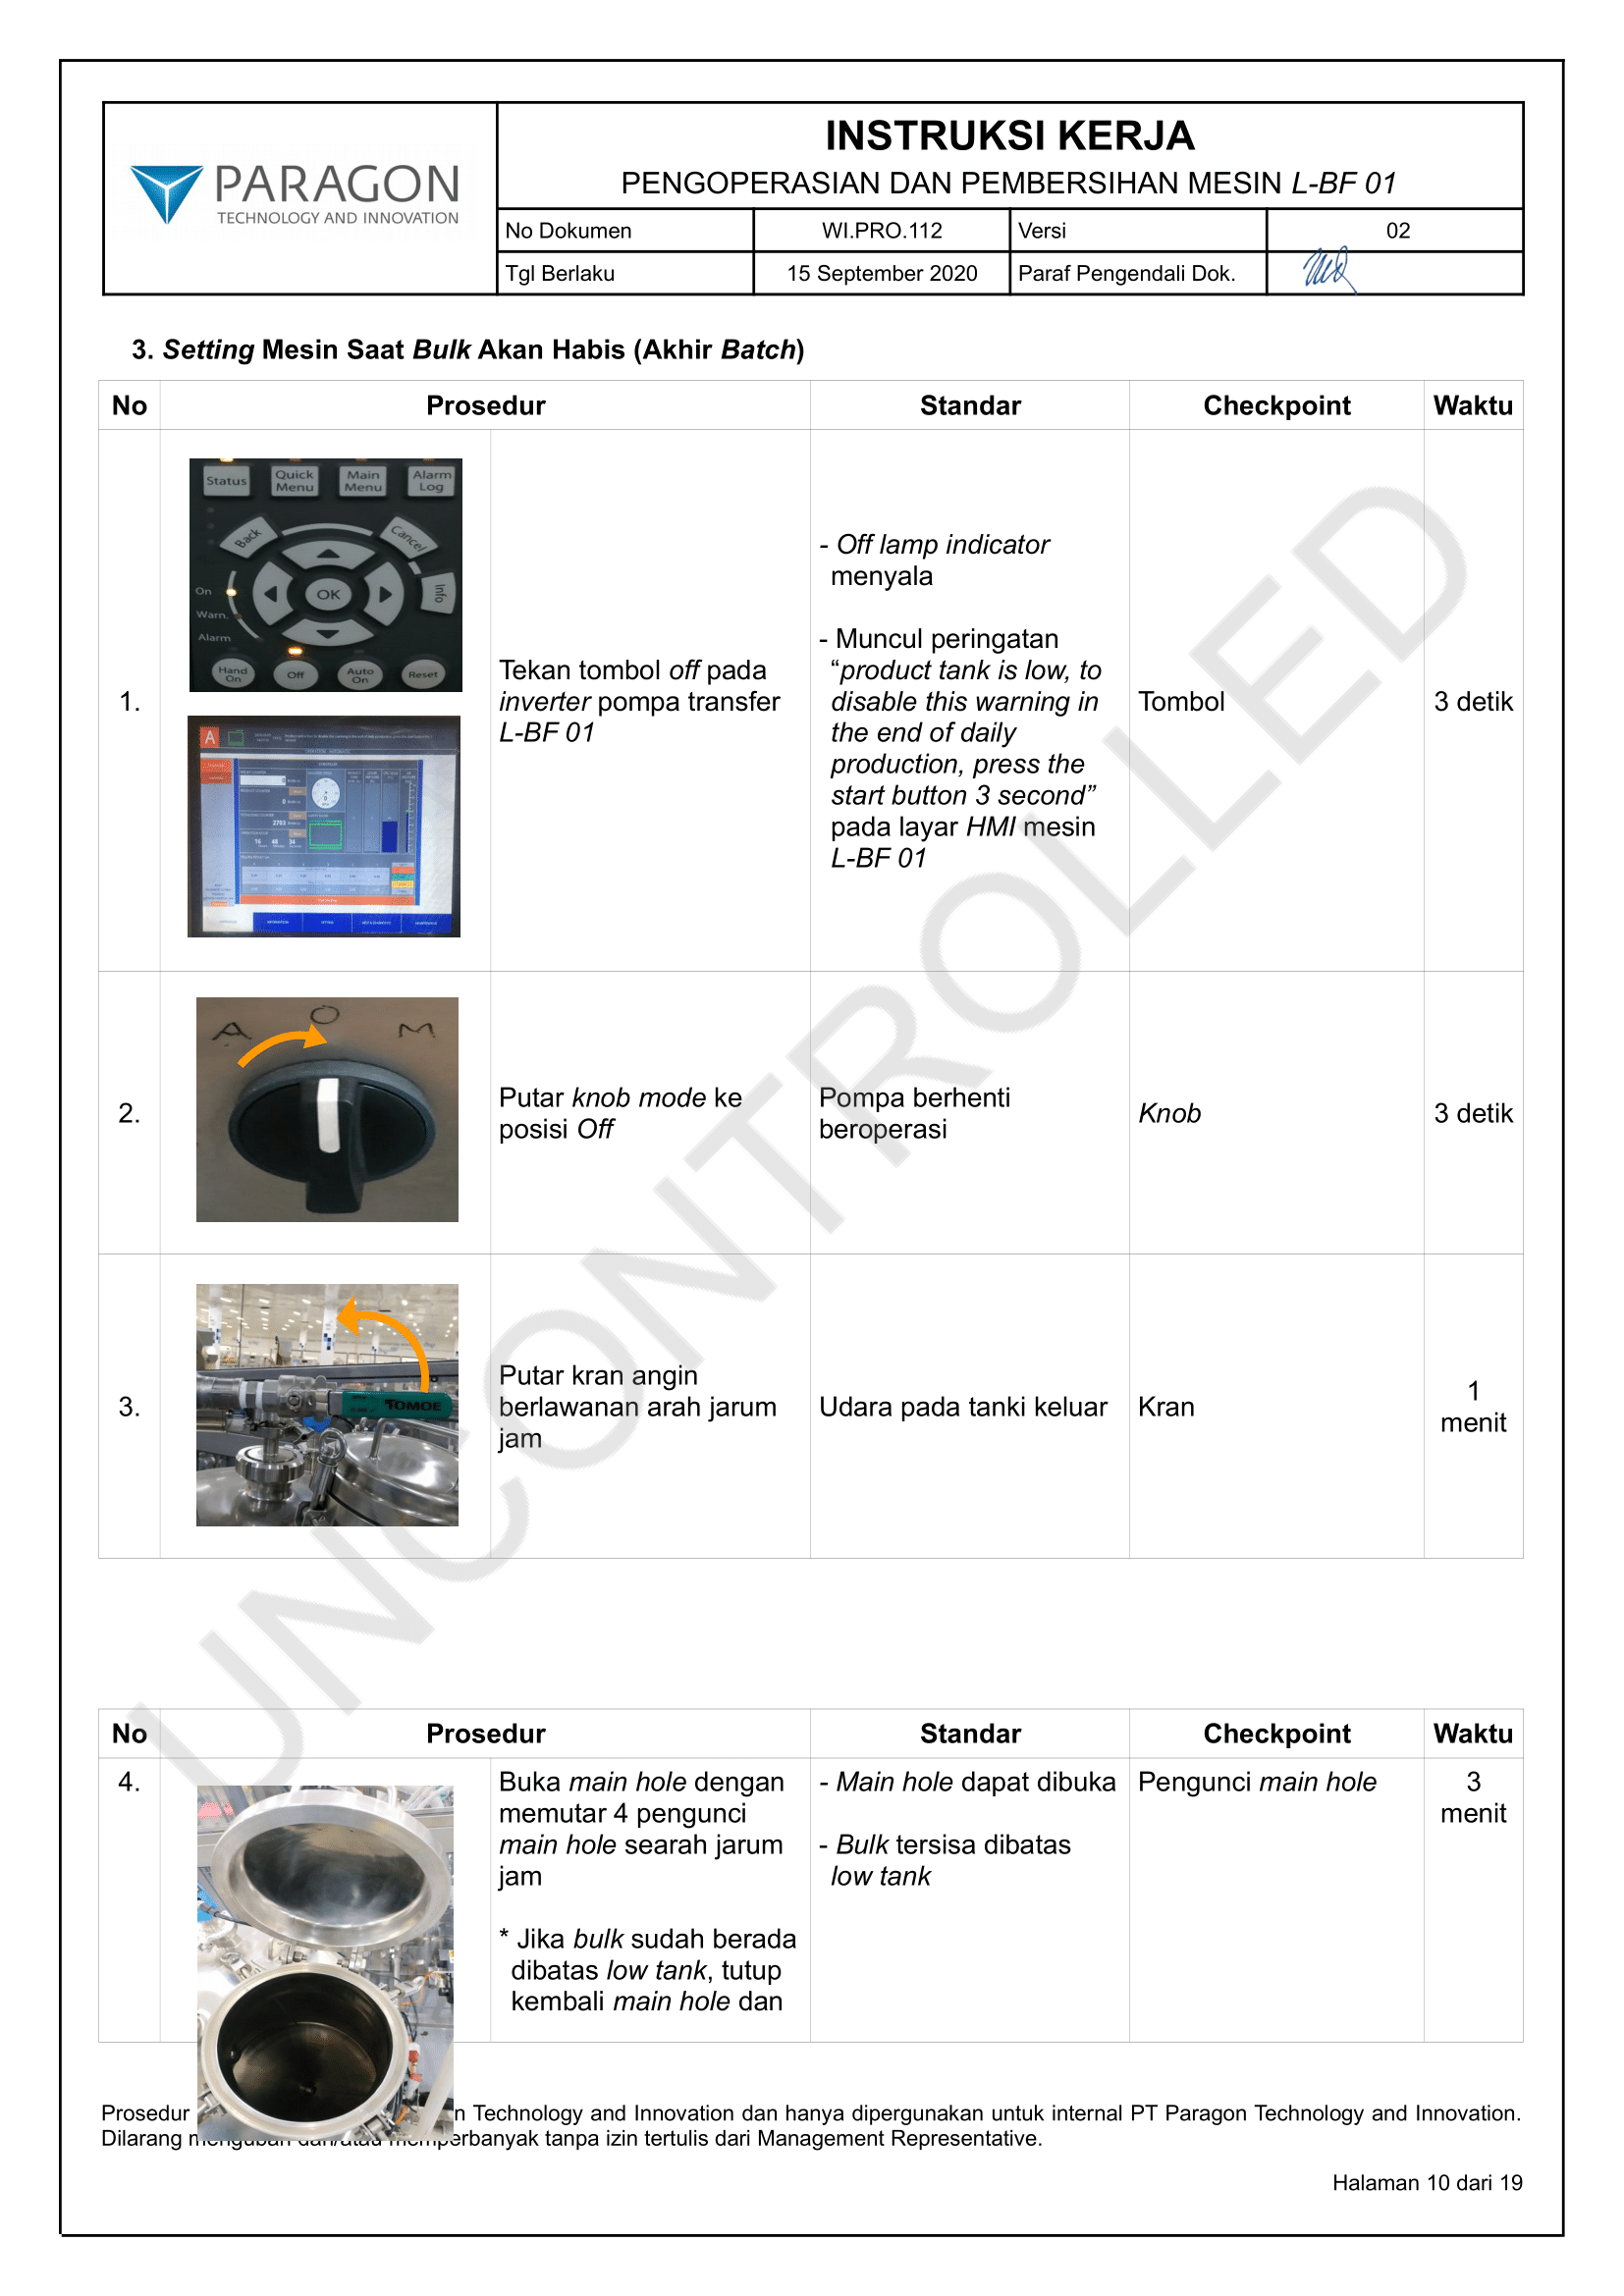 PARAGON
TECHNOLOGY AND INNOVATION
INSTRUKSI KERJA
PENGOPERASIAN DAN PEMBERSIHAN MESIN L-BF 01
No Dokumen WI.PRO.112 Versi 02
Tgl Berlaku 15 September 2020 Paraf Pengendali Dok.
3. Setting Mesin Saat Bulk Akan Habis (Akhir Batch)
No Prosedur Standar Checkpoint Waktu
1.
Status Quick Menu Main Menu Alarm Log
Back Cancel
On OK Info
Warn.
Alarm
Hand On Off Auto On Reset
Tekan tombol off pada
inverter pompa transfer
L-BF 01
- Off lamp indicator
menyala
- Muncul peringatan
“product tank is low, to
disable this warning in
the end of daily
production, press the
start button 3 second”
pada layar HMI mesin
L-BF 01
Tombol
3 detik
2.
A O M
Putar knob mode ke
posisi Off
Pompa berhenti
beroperasi
Knob
3 detik
3.
TOMOE
Putar kran angin
berlawanan arah jarum
jam
Udara pada tanki keluar
Kran
1
menit
No Prosedur Standar Checkpoint Waktu
4.
Buka main hole dengan
memutar 4 pengunci
main hole searah jarum
jam
* Jika bulk sudah berada
dibatas low tank, tutup
kembali main hole dan
- Main hole dapat dibuka
- Bulk tersisa dibatas
low tank
Pengunci main hole
3
menit
UNCONTROLLED
Prosedur n Technology and Innovation dan hanya dipergunakan untuk internal PT Paragon Technology and Innovation.
Dilarang mengubah dan/atau memperbanyak tanpa izin tertulis dari Management Representative.
Halaman 10 dari 19